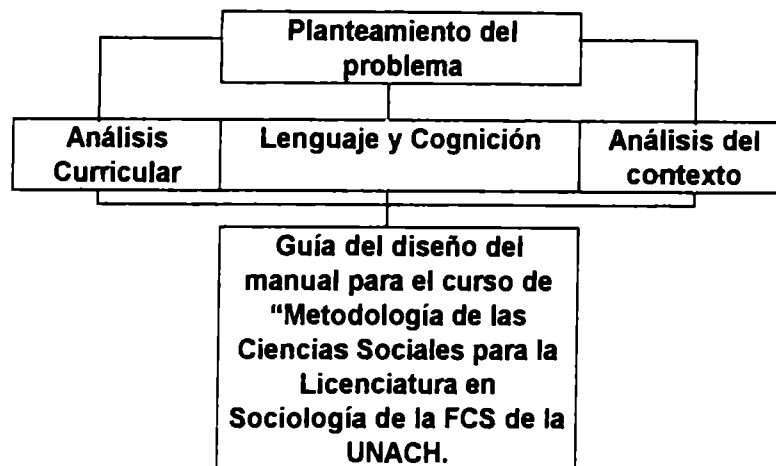 Planteamiento del
problema
Análisis
Curricular
Lenguaje y Cognición
Análisis del
contexto
Guía del diseño del
manual para el curso de
“Metodología de las
Ciencias Sociales para la
Licenciatura en
Sociología de la FCS de la
UNACH.